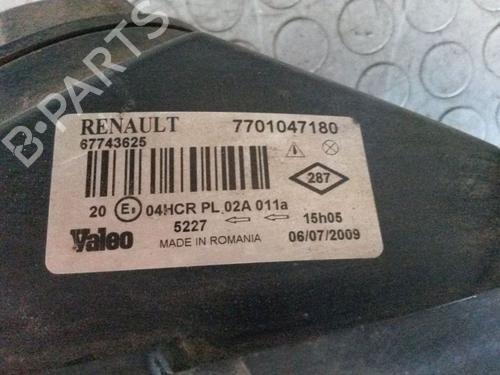 B-PARTS
RENAULT 7701047180
67743625
287
20 E 04HCR PL 02A 011a
5227 15h05
Valeo MADE IN ROMANIA 06/07/2009